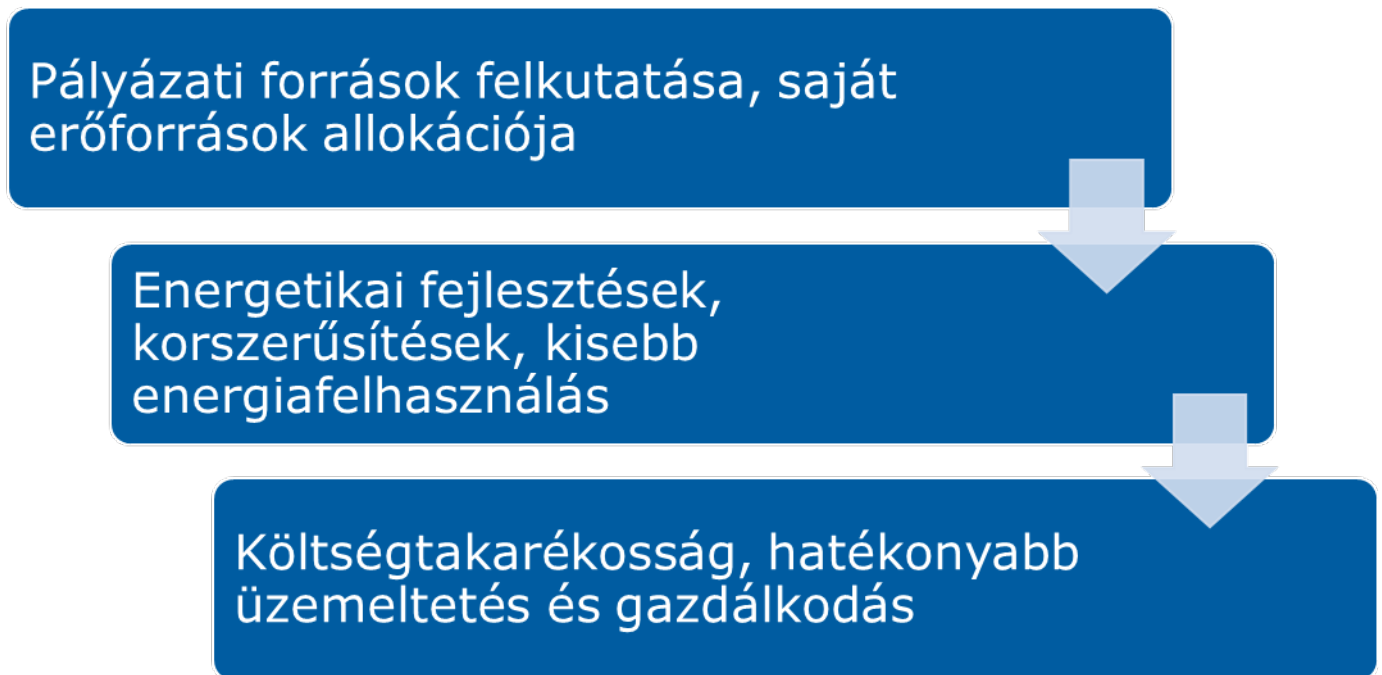 Pályázati források felkutatása, saját
erőforrások allokációja
Energetikai fejlesztések,
korszerűsítések, kisebb
energiafelhasználás
Költségtakarékosság, hatékonyabb
üzemeltetés és gazdálkodás